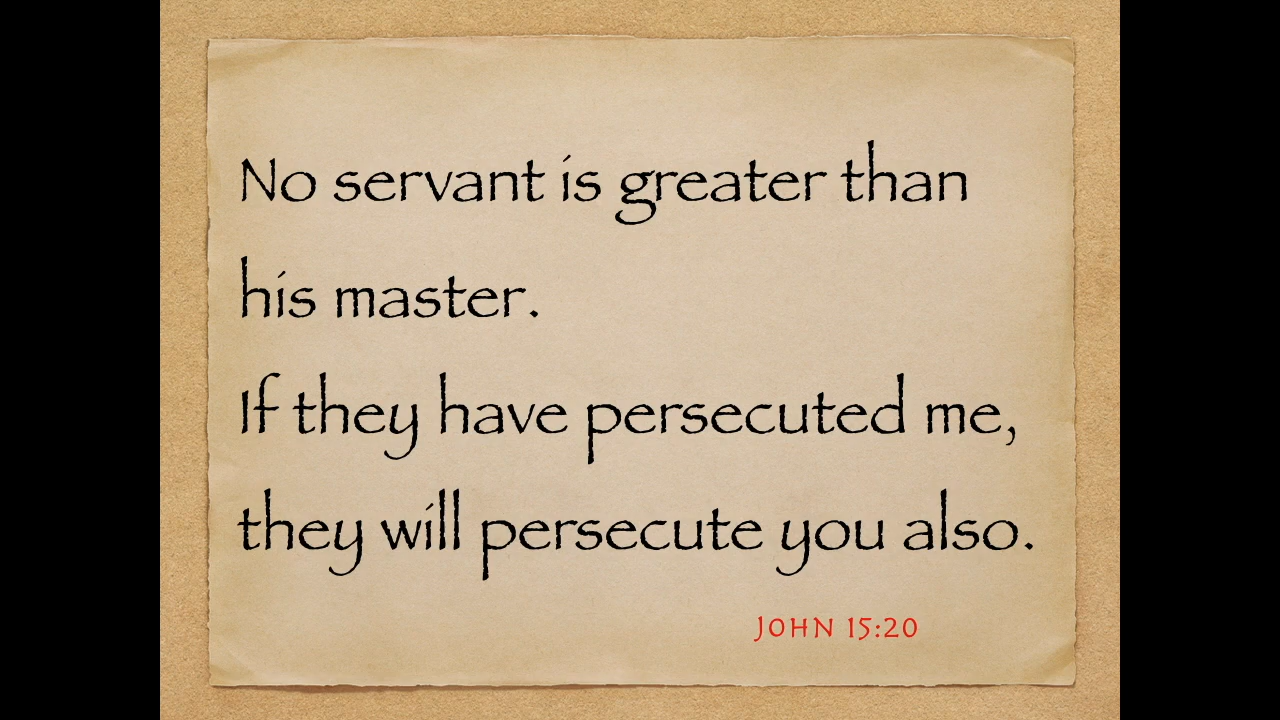 No servant is greater than
his master.
If they have persecuted me,
they will persecute you also.
JOHN 15:20